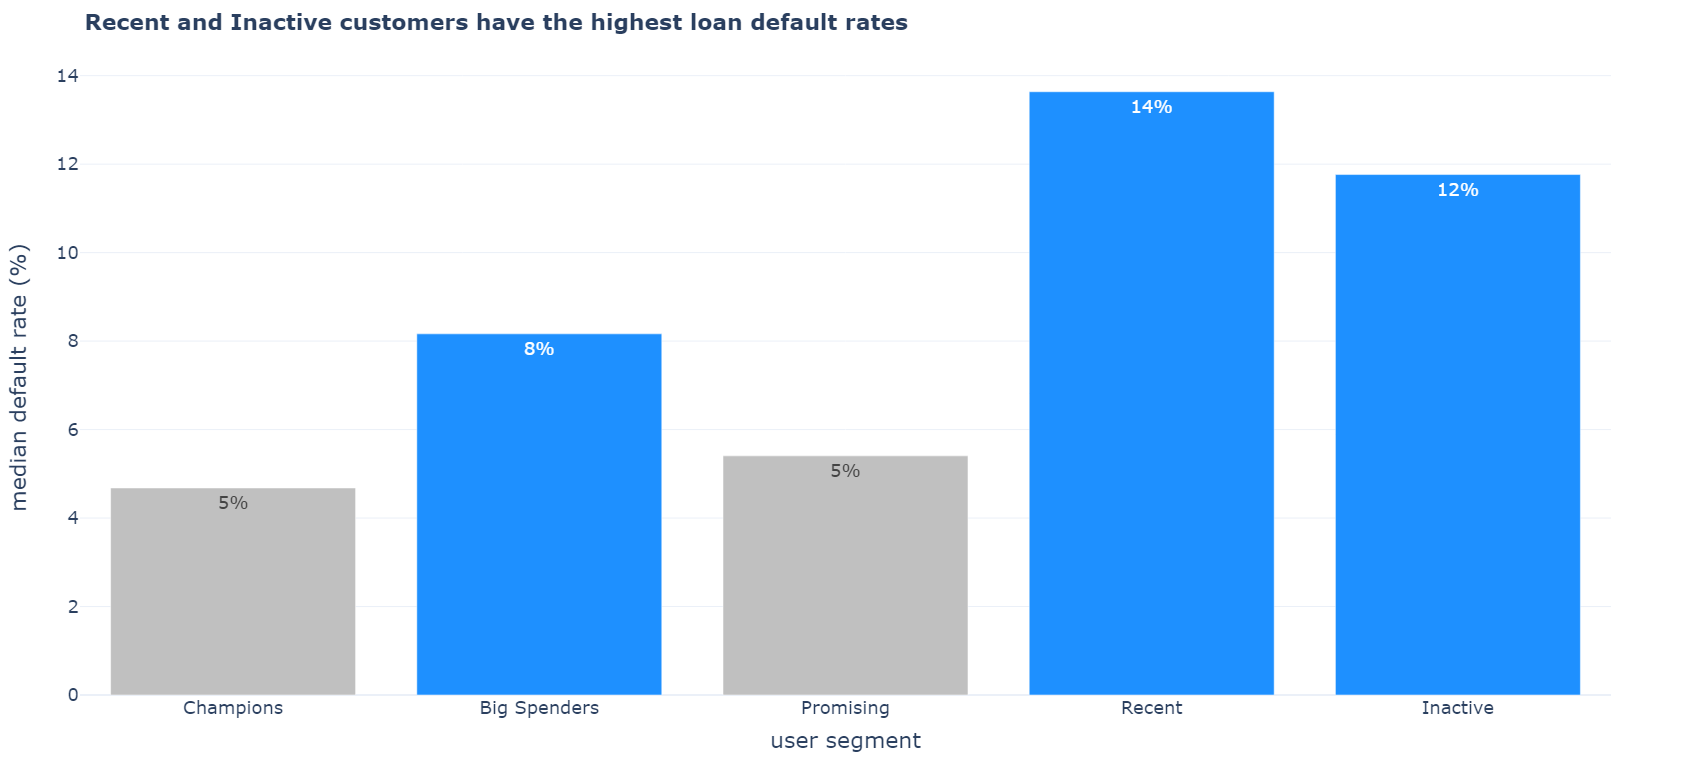 Recent and Inactive customers have the highest loan default rates
median default rate (%)
14
12
10
8
6
4
2
0
5%
8%
5%
14%
12%
Champions
Big Spenders
Promising
Recent
Inactive
user segment